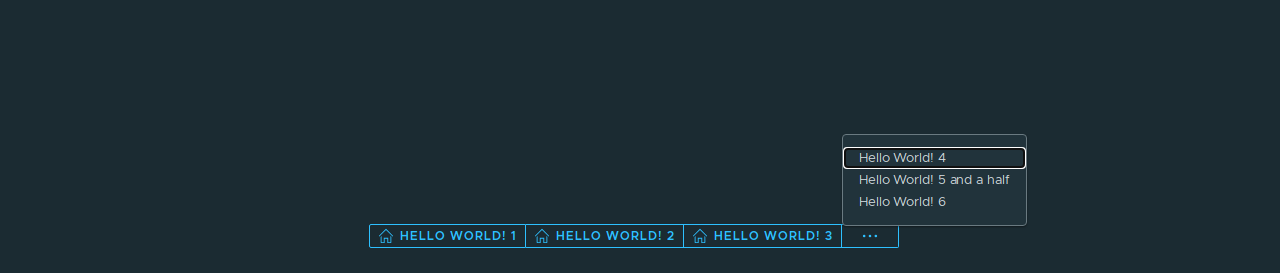 Hello World! 4
Hello World! 5 and a half
Hello World! 6
HELLO WORLD! 1 HELLO WORLD! 2 HELLO WORLD! 3 ...